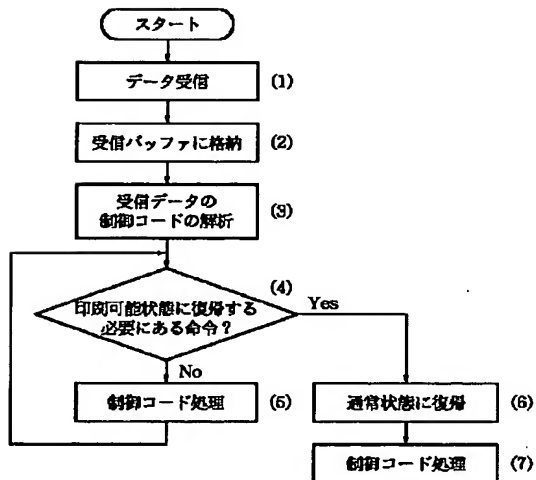 スタート
データ受信 (1)
受信バッファに格納 (2)
受信データの
制御コードの解析 (3)
(4)
印刷可能状態に復帰する
必要にある命令？
Yes
No
制御コード処理 (5)
通常状態に復帰 (6)
制御コード処理 (7)